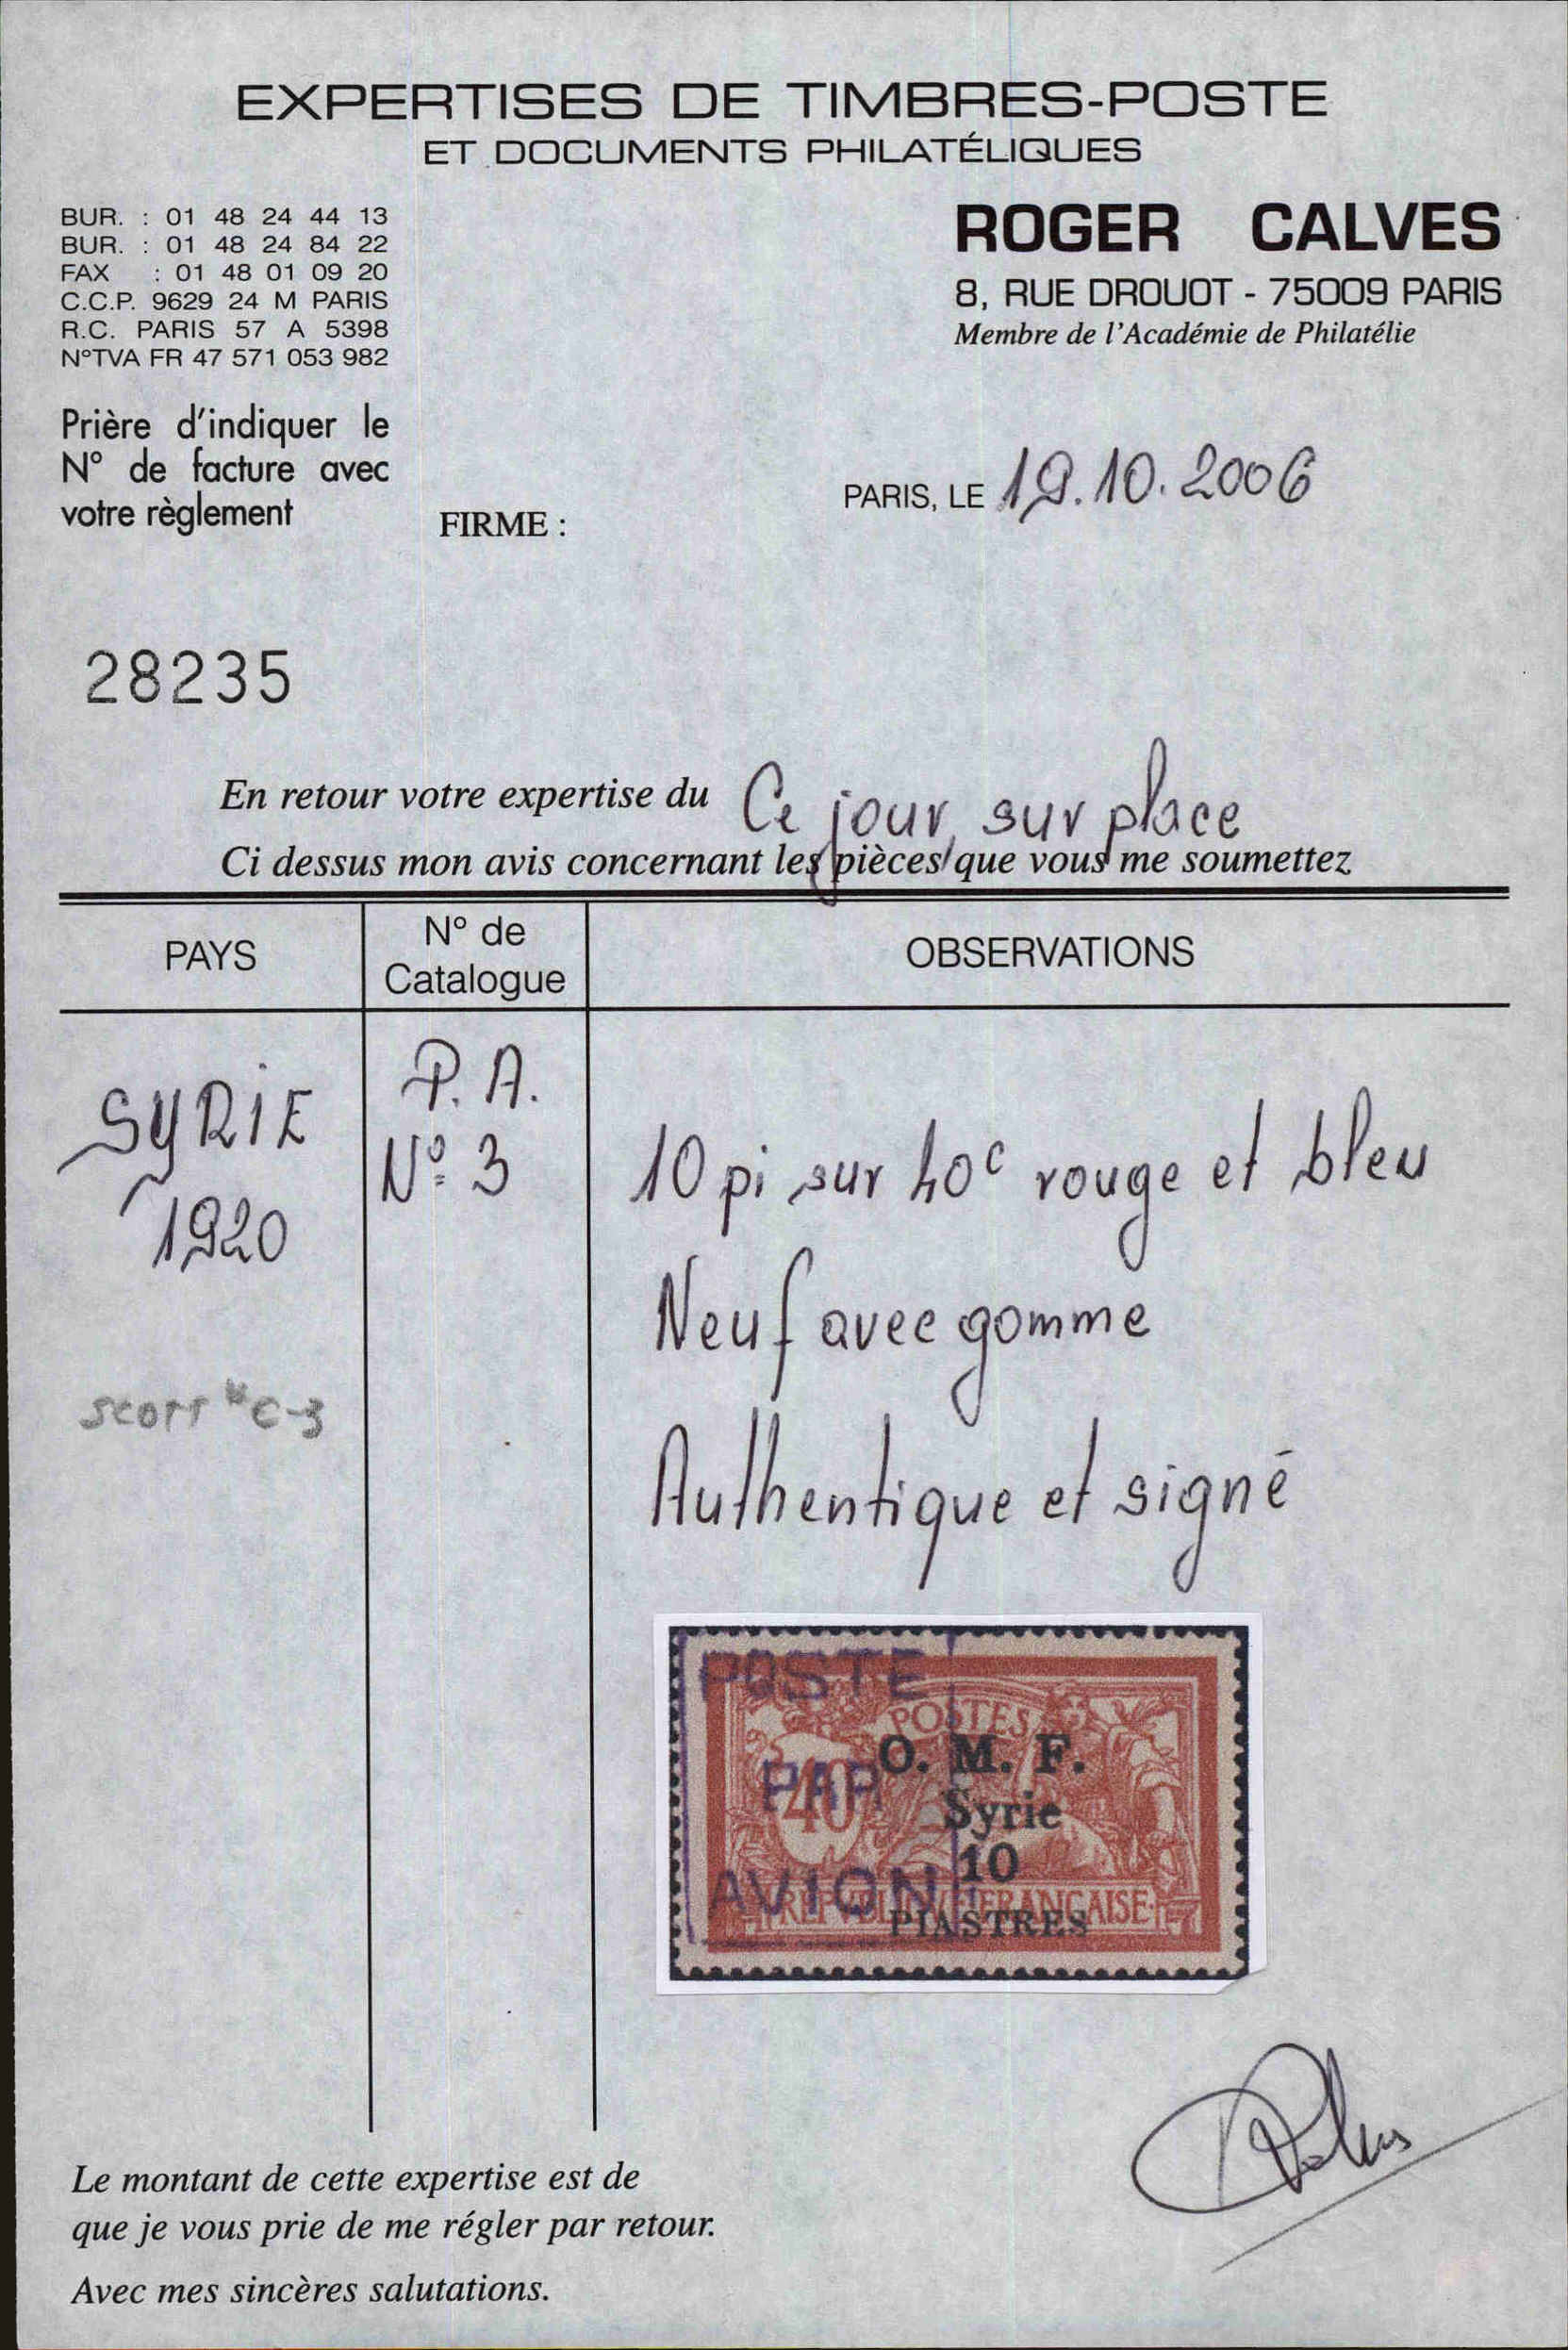 EXPERTISES DE TIMBRES-POSTE
ET DOCUMENTS PHILATÉLIQUES
BUR. : 01 48 24 44 13
BUR. : 01 48 24 84 22
FAX : 01 48 01 09 20
C.C.P. 9629 24 M PARIS
R.C. PARIS 57 A 5398
N°TVA FR 47 571 053 982
ROGER CALVES
8, RUE DROUOT - 75009 PARIS
Membre de l'Académie de Philatélie
Prière d'indiquer le
N° de facture avec
votre règlement
FIRME :
PARIS, LE 19.10.2006
28235
En retour votre expertise du Ce jour sur place
Ci dessus mon avis concernant les pièces que vous me soumettez
PAYS
N° de
Catalogue
OBSERVATIONS
SYRIE
1920
P.A.
N° 3
10 pi sur 40c rouge et bleu
Neuf avec gomme
Authentique et signé
SCOTT #C-3
POSTE
PAR
AVION
POSTES
40
O. M. F.
Syrie
10
PIASTRES
REPVBLIQVE FRANÇAISE
Le montant de cette expertise est de
que je vous prie de me régler par retour.
Avec mes sincères salutations.